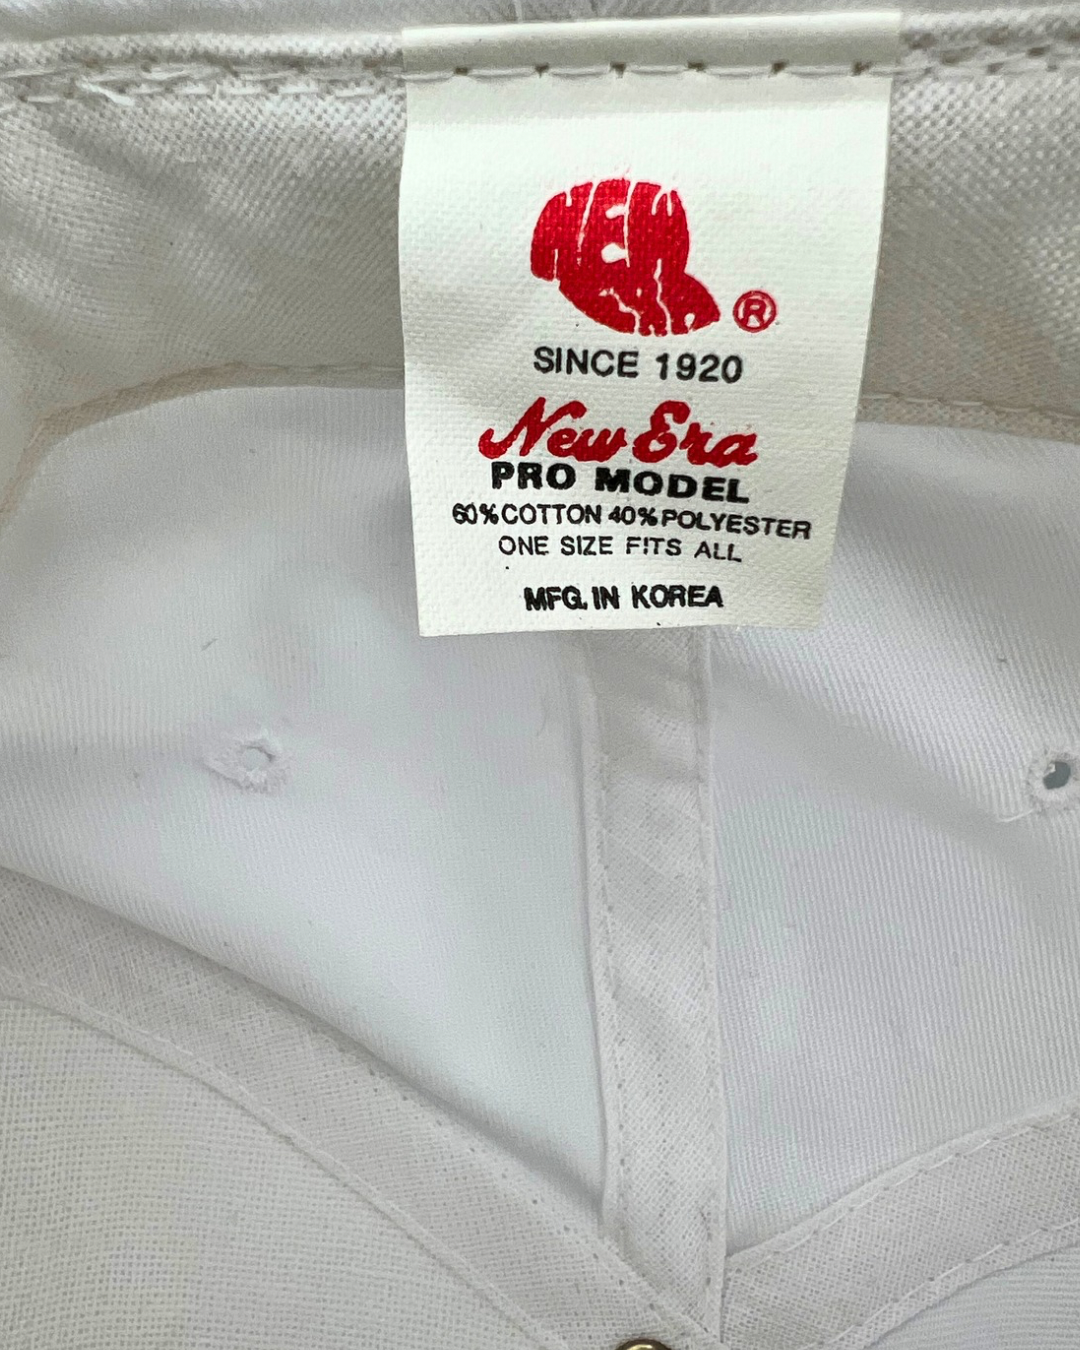 NEW
ERA
®
SINCE 1920
New Era
PRO MODEL
60% COTTON 40% POLYESTER
ONE SIZE FITS ALL
MFG. IN KOREA